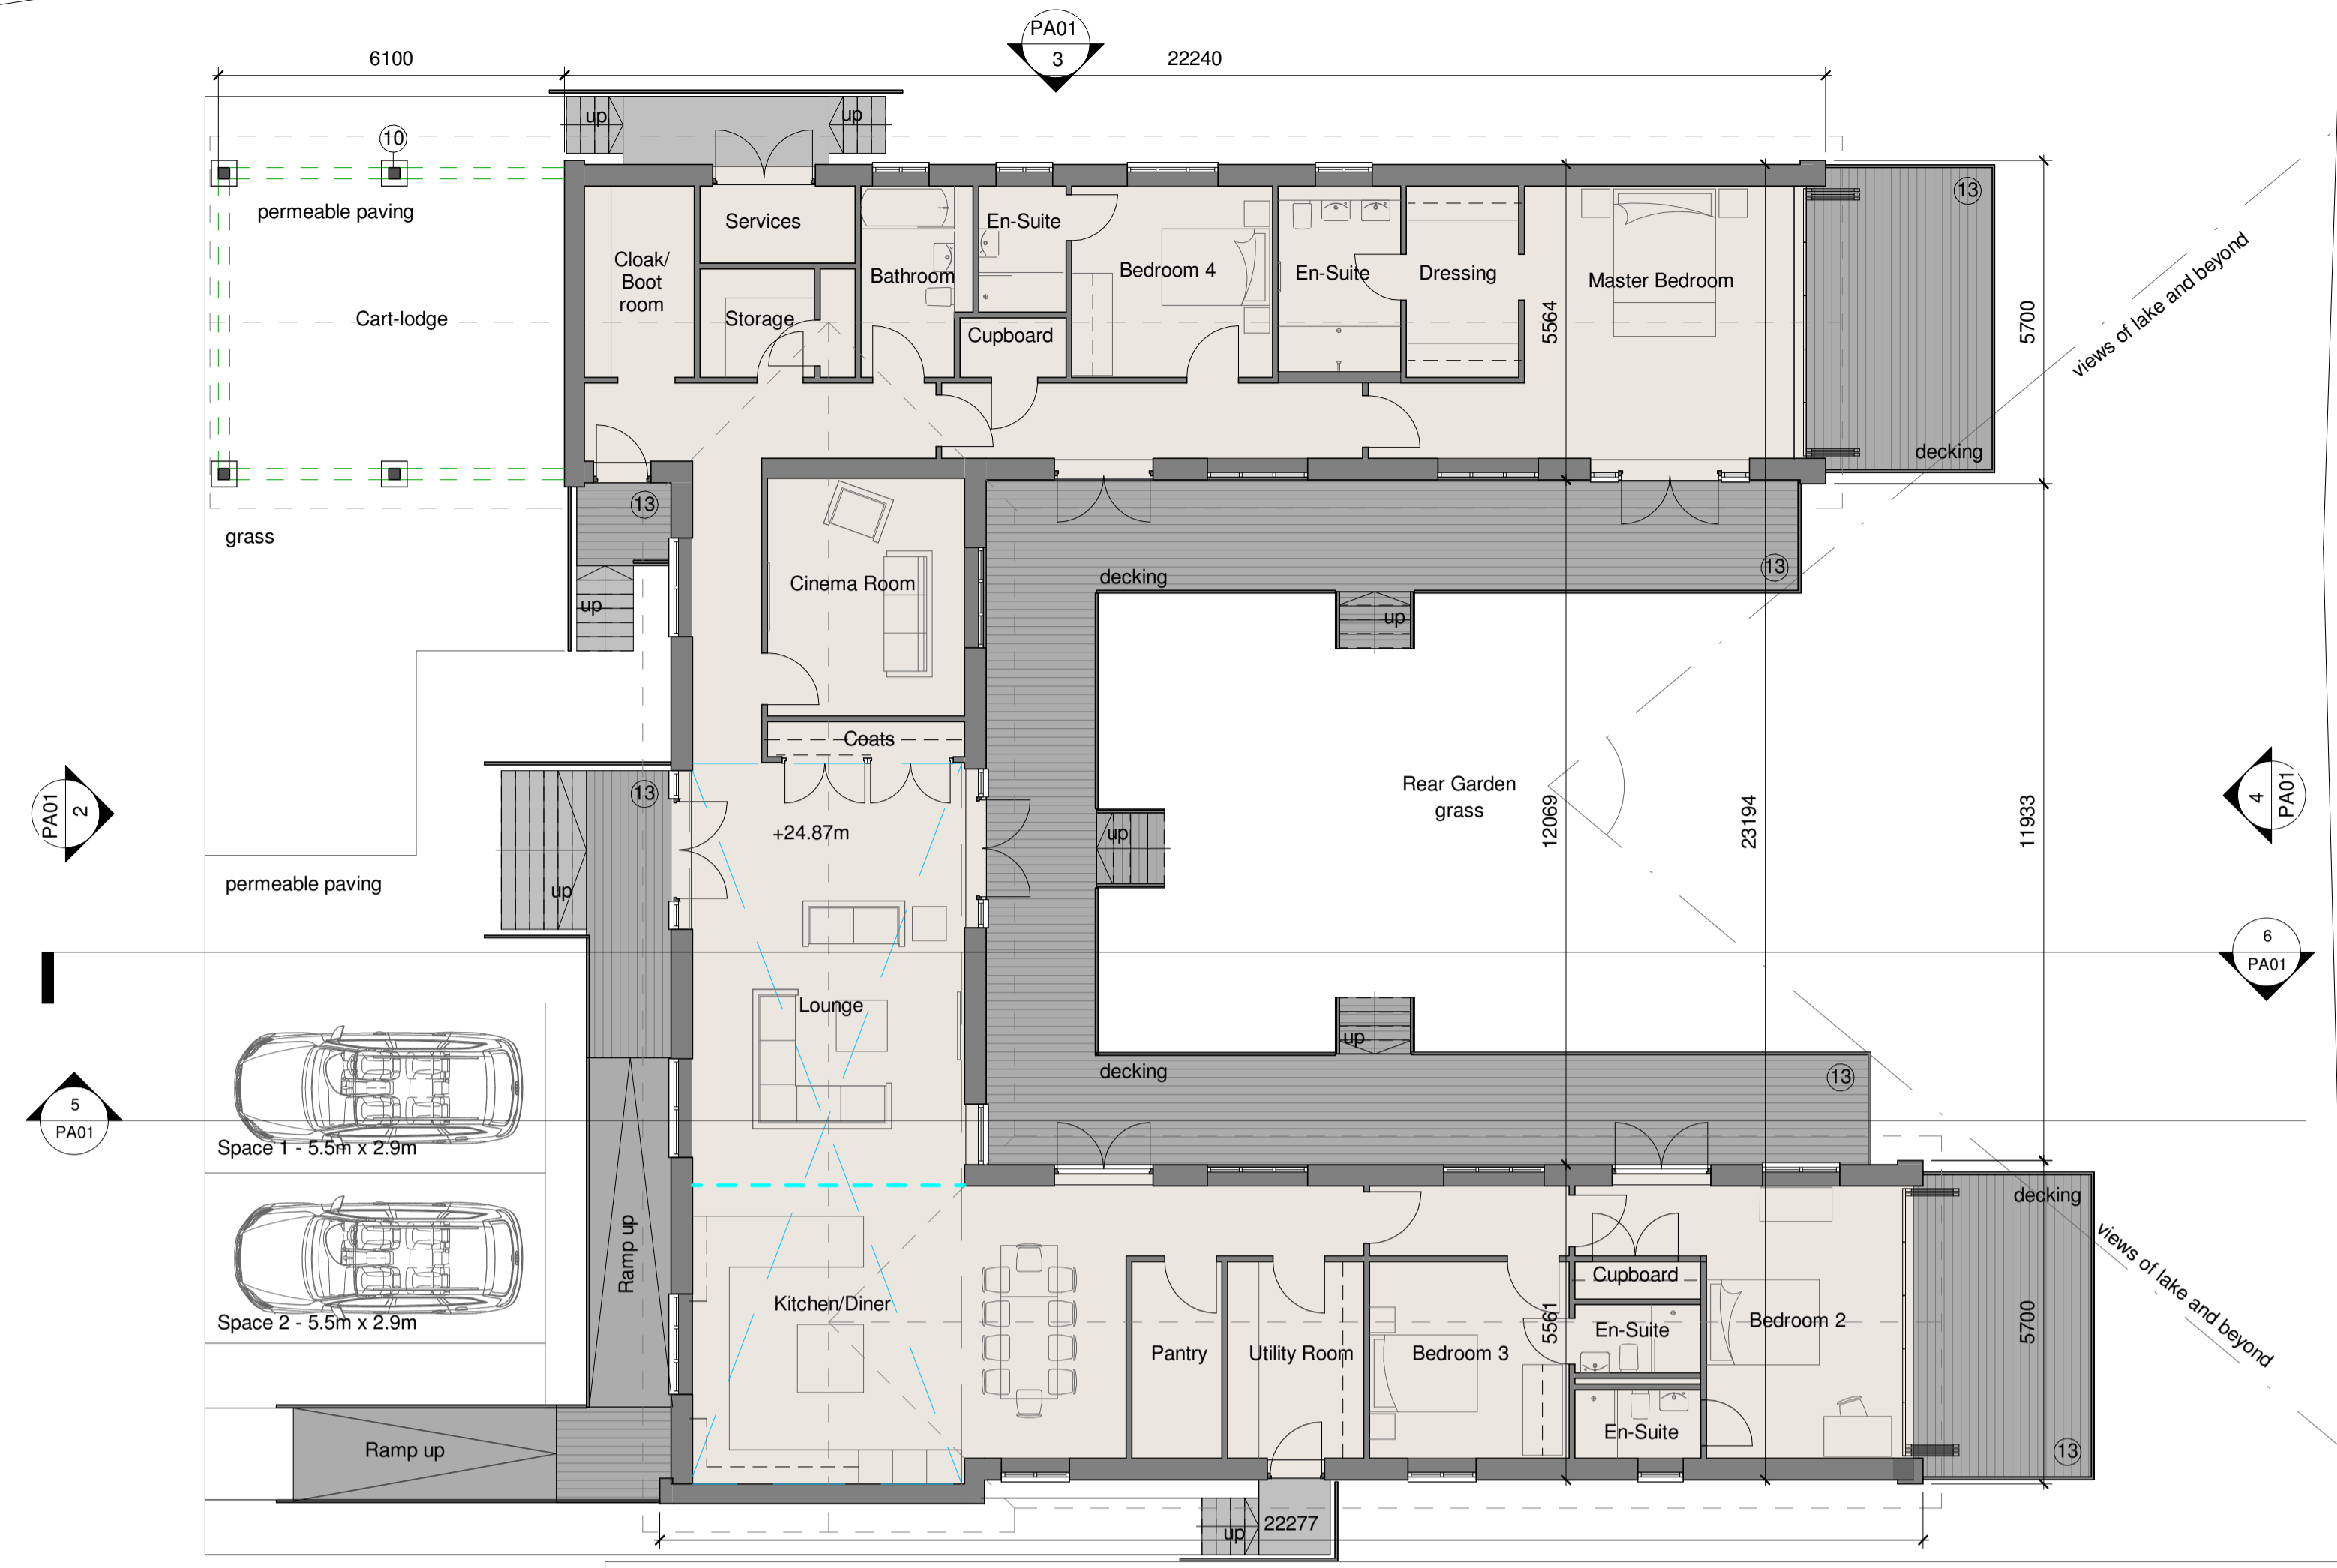 PA01
3
6100
22240
up
up
10
13
permeable paving
Services
En-Suite
Cloak/
Boot
room
Bathroom
Bedroom 4
En-Suite
Dressing
Master Bedroom
views of lake and beyond
Cart-lodge
Storage
Cupboard
5564
5700
decking
13
grass
Cinema Room
decking
13
up
up
Coats
PA01
2
13
+24.87m
up
Rear Garden
grass
12069
23194
11933
4
PA01
permeable paving
up
6
PA01
Lounge
up
decking
13
5
PA01
Space 1 - 5.5m x 2.9m
decking
Ramp up
Cupboard
views of lake and beyond
Kitchen/Diner
Space 2 - 5.5m x 2.9m
Pantry
Utility Room
Bedroom 3
5561
En-Suite
Bedroom 2
5700
Ramp up
En-Suite
13
up
22277